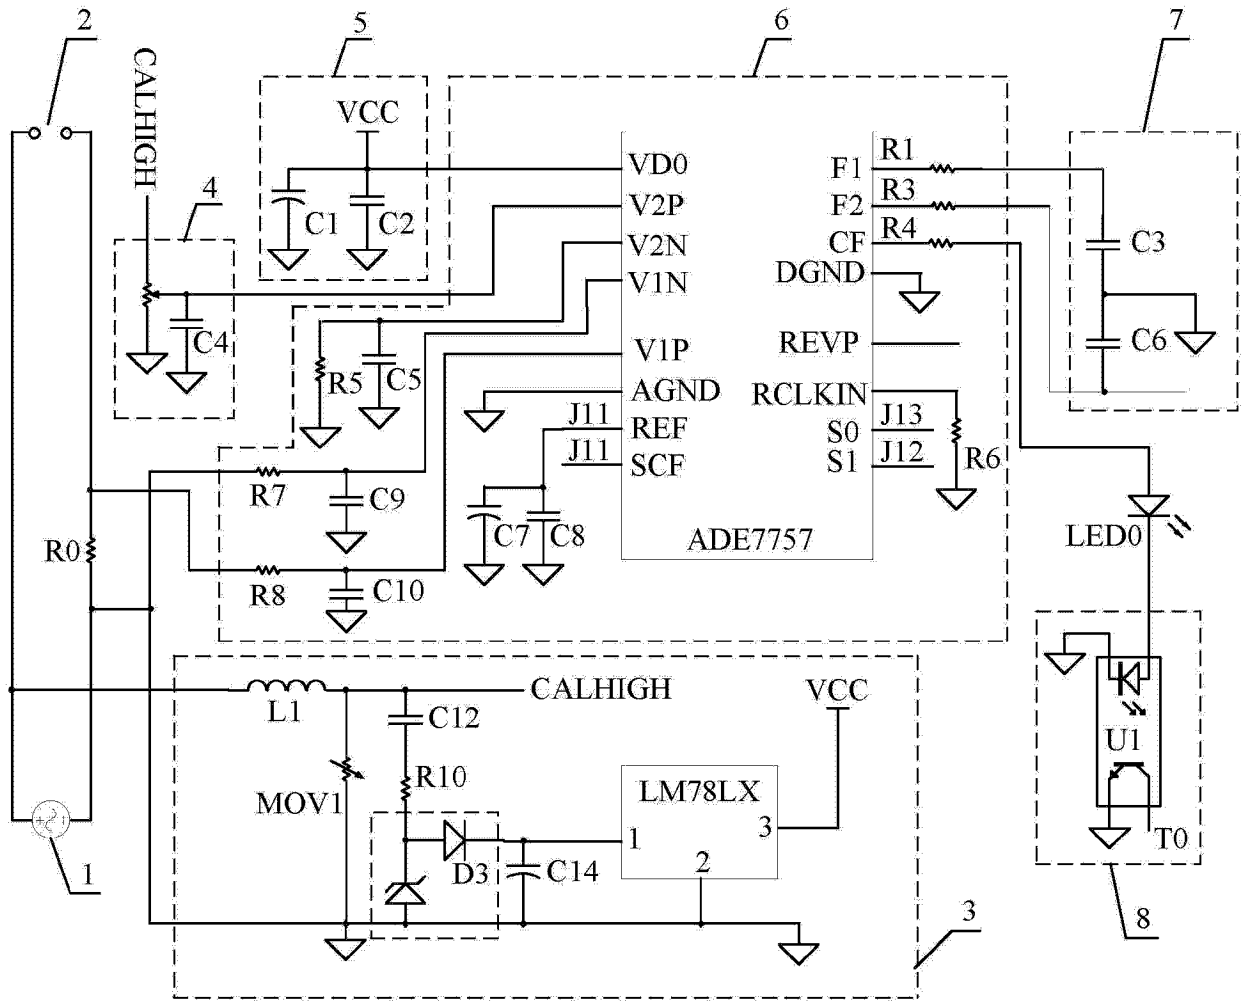 2
5
6
7
CALHIGH
VCC
4
C1
C2
C4
VD0
V2P
V2N
V1N
V1P
AGND
J11
REF
J11
SCF
F1
R1
F2
R3
CF
R4
DGND
REVP
RCLKIN
S0
J13
S1
J12
R6
ADE7757
C3
C6
R5
C5
R7
C9
C7
C8
R0
R8
C10
LED0
U1
T0
8
L1
CALHIGH
VCC
C12
MOV1
R10
LM78LX
1
3
2
D3
C14
1
3